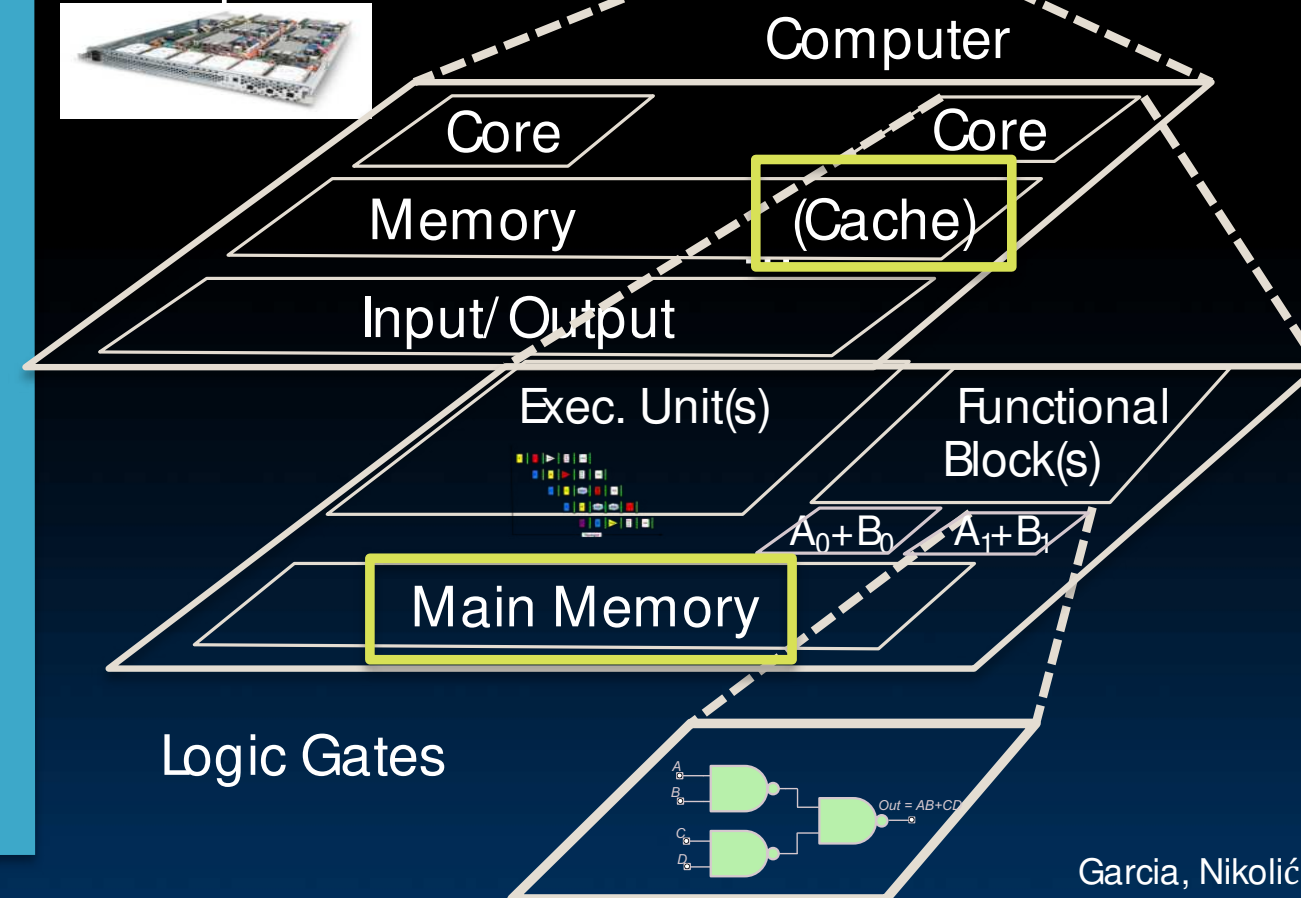 Computer
Core Core
Memory (Cache)
Input/ Output
Exec. Unit(s) Functional
Block(s)
A₀+B₀ A₁+B₁
Main Memory
Logic Gates
A
B
Out = AB+CD
C
D
Garcia, Nikolić